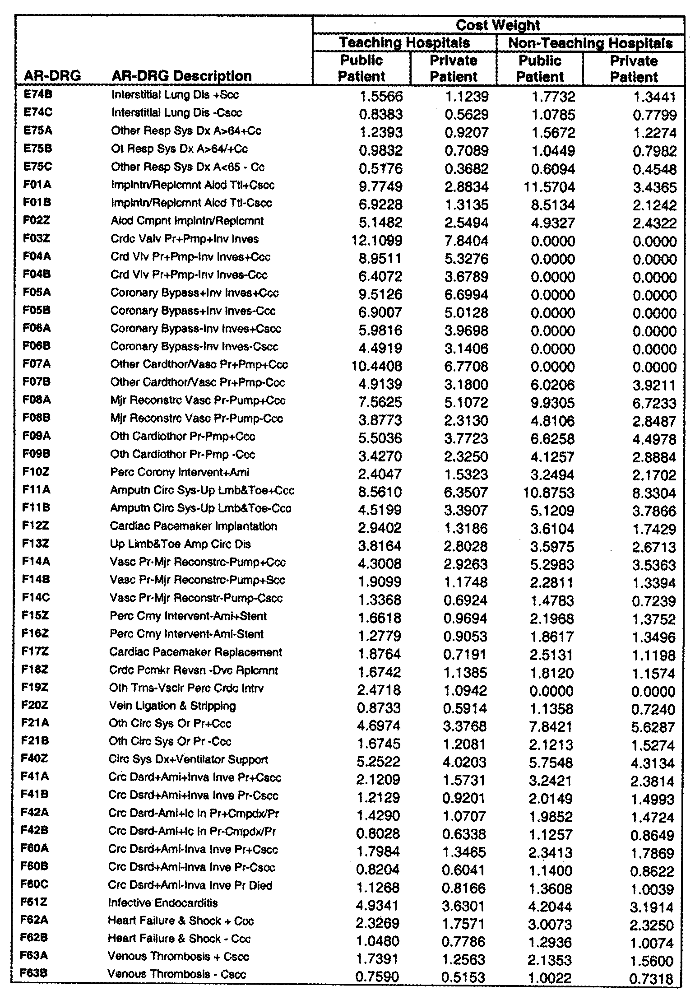 Cost Weight
Teaching Hospitals Non-Teaching Hospitals
Public Private Public Private
AR-DRG AR-DRG Description Patient Patient Patient Patient
E74B Interstitial Lung Dis +Scc 1.5566 1.1239 1.7732 1.3441
E74C Interstitial Lung Dis -Cscc 0.8383 0.5629 1.0785 0.7799
E75A Other Resp Sys Dx A>64+Cc 1.2393 0.9207 1.5672 1.2274
E75B Ot Resp Sys Dx A>64/+Cc 0.9832 0.7089 1.0449 0.7982
E75C Other Resp Sys Dx A<65 - Cc 0.5176 0.3682 0.6094 0.4548
F01A Implntn/Replcmnt Aicd Ttl+Cscc 9.7749 2.8834 11.5704 3.4365
F01B Implntn/Replcmnt Aicd Ttl-Cscc 6.9228 1.3135 8.5134 2.1242
F02Z Aicd Cmpnt Implntn/Replcmnt 5.1482 2.5494 4.9327 2.4322
F03Z Crdc Valv Pr+Pmp+Inv Inves 12.1099 7.8404 0.0000 0.0000
F04A Crd Vlv Pr+Pmp-Inv Inves+Ccc 8.9511 5.3276 0.0000 0.0000
F04B Crd Vlv Pr+Pmp-Inv Inves-Ccc 6.4072 3.6789 0.0000 0.0000
F05A Coronary Bypass+Inv Inves+Ccc 9.5126 6.6994 0.0000 0.0000
F05B Coronary Bypass+Inv Inves-Ccc 6.9007 5.0128 0.0000 0.0000
F06A Coronary Bypass-Inv Inves+Cscc 5.9816 3.9698 0.0000 0.0000
F06B Coronary Bypass-Inv Inves-Cscc 4.4919 3.1406 0.0000 0.0000
F07A Other Cardthor/Vasc Pr+Pmp+Ccc 10.4408 6.7708 0.0000 0.0000
F07B Other Cardthor/Vasc Pr+Pmp-Ccc 4.9139 3.1800 6.0206 3.9211
F08A Mjr Reconstrc Vasc Pr-Pump+Ccc 7.5625 5.1072 9.9305 6.7233
F08B Mjr Reconstrc Vasc Pr-Pump-Ccc 3.8773 2.3130 4.8106 2.8487
F09A Oth Cardiothor Pr-Pmp+Ccc 5.5036 3.7723 6.6258 4.4978
F09B Oth Cardiothor Pr-Pmp -Ccc 3.4270 2.3250 4.1257 2.8884
F10Z Perc Corony Intervent+Ami 2.4047 1.5323 3.2494 2.1702
F11A Amputn Circ Sys-Up Lmb&Toe+Ccc 8.5610 6.3507 10.8753 8.3304
F11B Amputn Circ Sys-Up Lmb&Toe-Ccc 4.5199 3.3907 5.1209 3.7866
F12Z Cardiac Pacemaker Implantation 2.9402 1.3186 3.6104 1.7429
F13Z Up Limb&Toe Amp Circ Dis 3.8164 2.8028 3.5975 2.6713
F14A Vasc Pr-Mjr Reconstrc-Pump+Ccc 4.3008 2.9263 5.2983 3.5363
F14B Vasc Pr-Mjr Reconstrc-Pump+Scc 1.9099 1.1748 2.2811 1.3394
F14C Vasc Pr-Mjr Reconstr-Pump-Cscc 1.3368 0.6924 1.4783 0.7239
F15Z Perc Crny Intervent-Ami+Stent 1.6618 0.9694 2.1968 1.3752
F16Z Perc Crny Intervent-Ami-Stent 1.2779 0.9053 1.8617 1.3496
F17Z Cardiac Pacemaker Replacement 1.8764 0.7191 2.5131 1.1198
F18Z Crdc Pcmkr Revsn -Dvc Rplcmnt 1.6742 1.1385 1.8120 1.1574
F19Z Oth Trns-Vsclr Perc Crdc Intrv 2.4718 1.0942 0.0000 0.0000
F20Z Vein Ligation & Stripping 0.8733 0.5914 1.1358 0.7240
F21A Oth Circ Sys Or Pr+Ccc 4.6974 3.3768 7.8421 5.6287
F21B Oth Circ Sys Or Pr -Ccc 1.6745 1.2081 2.1213 1.5274
F40Z Circ Sys Dx+Ventilator Support 5.2522 4.0203 5.7548 4.3134
F41A Crc Dsrd+Ami+Inva Inve Pr+Cscc 2.1209 1.5731 3.2421 2.3814
F41B Crc Dsrd+Ami+Inva Inve Pr-Cscc 1.2129 0.9201 2.0149 1.4993
F42A Crc Dsrd-Ami+Ic In Pr+Cmpdx/Pr 1.4290 1.0707 1.9852 1.4724
F42B Crc Dsrd-Ami+Ic In Pr-Cmpdx/Pr 0.8028 0.6338 1.1257 0.8649
F60A Crc Dsrd+Ami-Inva Inve Pr+Cscc 1.7984 1.3465 2.3413 1.7869
F60B Crc Dsrd+Ami-Inva Inve Pr-Cscc 0.8204 0.6041 1.1400 0.8622
F60C Crc Dsrd+Ami-Inva Inve Pr Died 1.1268 0.8166 1.3608 1.0039
F61Z Infective Endocarditis 4.9341 3.6301 4.2044 3.1914
F62A Heart Failure & Shock + Ccc 2.3269 1.7571 3.0073 2.3250
F62B Heart Failure & Shock - Ccc 1.0480 0.7786 1.2936 1.0074
F63A Venous Thrombosis + Cscc 1.7391 1.2563 2.1353 1.5600
F63B Venous Thrombosis - Cscc 0.7590 0.5153 1.0022 0.7318